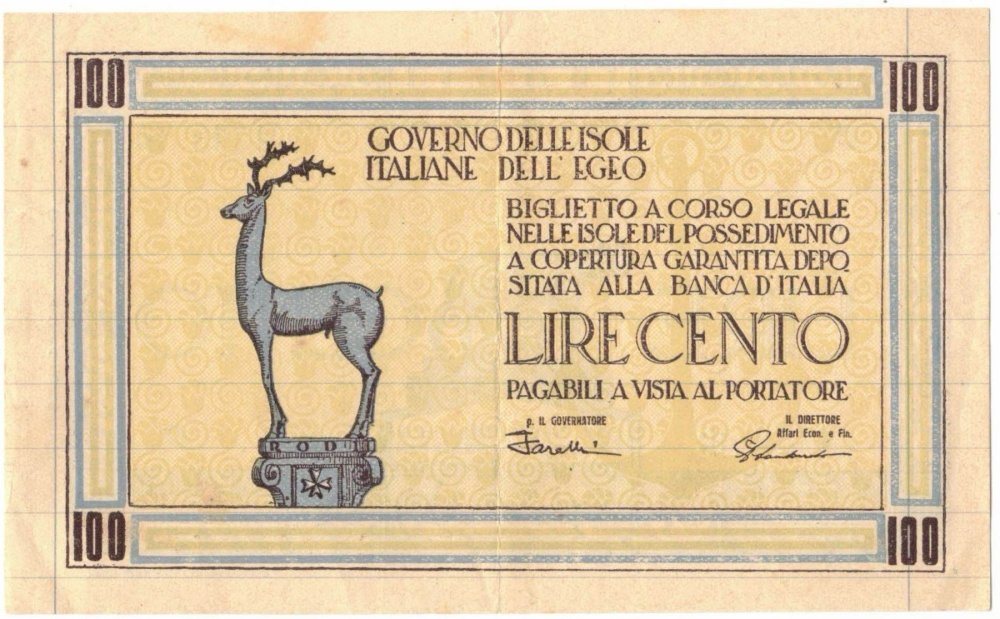 100
100
GOVERNO DELLE ISOLE
ITALIANE DELL' EGEO
BIGLIETTO A CORSO LEGALE
NELLE ISOLE DEL POSSEDIMENTO
A COPERTURA GARANTITA DEPO
SITATA ALLA BANCA D'ITALIA
LIRE CENTO
PAGABILI A VISTA AL PORTATORE
p. IL GOVERNATORE
IL DIRETTORE
Affari Econ. e Fin.
RODI
100
100